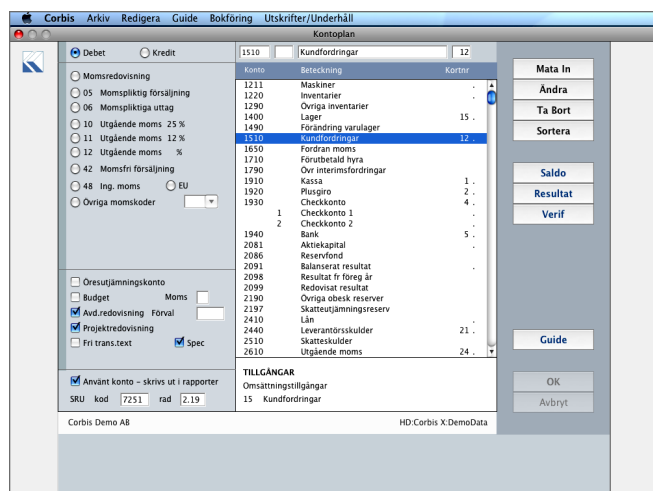 Corbis Arkiv Redigera Guide Bokföring Utskrifter/Underhåll
Kontoplan
Debet Kredit
Momsredovisning
05 Momspliktig försäljning
06 Momspliktiga uttag
10 Utgående moms 25 %
11 Utgående moms 12 %
12 Utgående moms %
42 Momsfri försäljning
48 Ing. moms EU
Övriga momskoder
Öresutjämningskonto
Budget Moms
Avd.redovisning Förval
Projektredovisning
Fri trans.text Spec
Använt konto – skrivs ut i rapporter
SRU kod 7251 rad 2.19
1510 Kundfordringar 12
Konto Beteckning Kortnr
1211 Maskiner .
1220 Inventarier .
1290 Övriga inventarier
1400 Lager 15 .
1490 Förändring varulager
1510 Kundfordringar 12 .
1650 Fordran moms
1710 Förutbetald hyra
1790 Övr interimsfordringar
1910 Kassa 1 .
1920 Plusgiro 2 .
1930 Checkkonto 4 .
1 Checkkonto 1 .
2 Checkkonto 2 .
1940 Bank 5 .
2081 Aktiekapital .
2086 Reservfond
2091 Balanserat resultat .
2098 Resultat fr föreg år
2099 Redovisat resultat
2190 Övriga obesk reserver
2197 Skatteutjämningsreserv
2410 Lån .
2440 Leverantörsskulder 21 .
2510 Skatteskulder
2610 Utgående moms 24 .
TILLGÅNGAR
Omsättningstillgångar
15 Kundfordringar
Mata In
Ändra
Ta Bort
Sortera
Saldo
Resultat
Verif
Guide
OK
Avbryt
Corbis Demo AB HD:Corbis X:DemoData